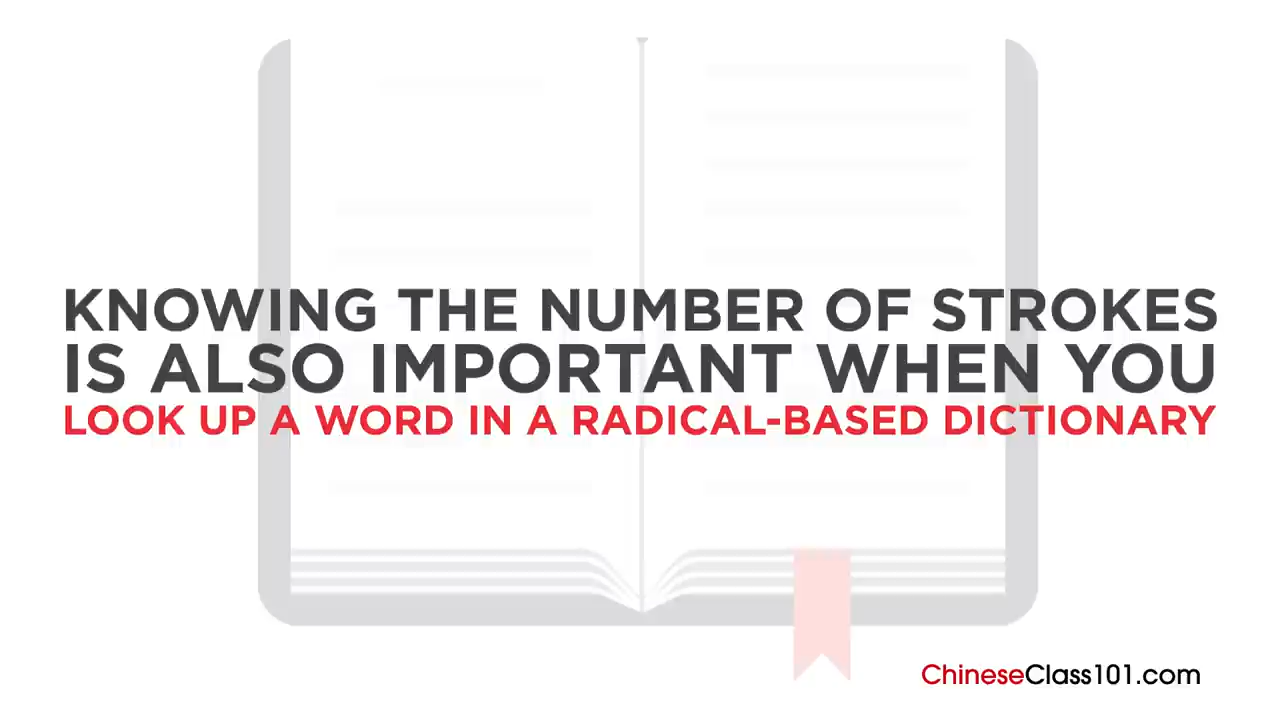 KNOWING THE NUMBER OF STROKES
IS ALSO IMPORTANT WHEN YOU
LOOK UP A WORD IN A RADICAL-BASED DICTIONARY
ChineseClass101.com